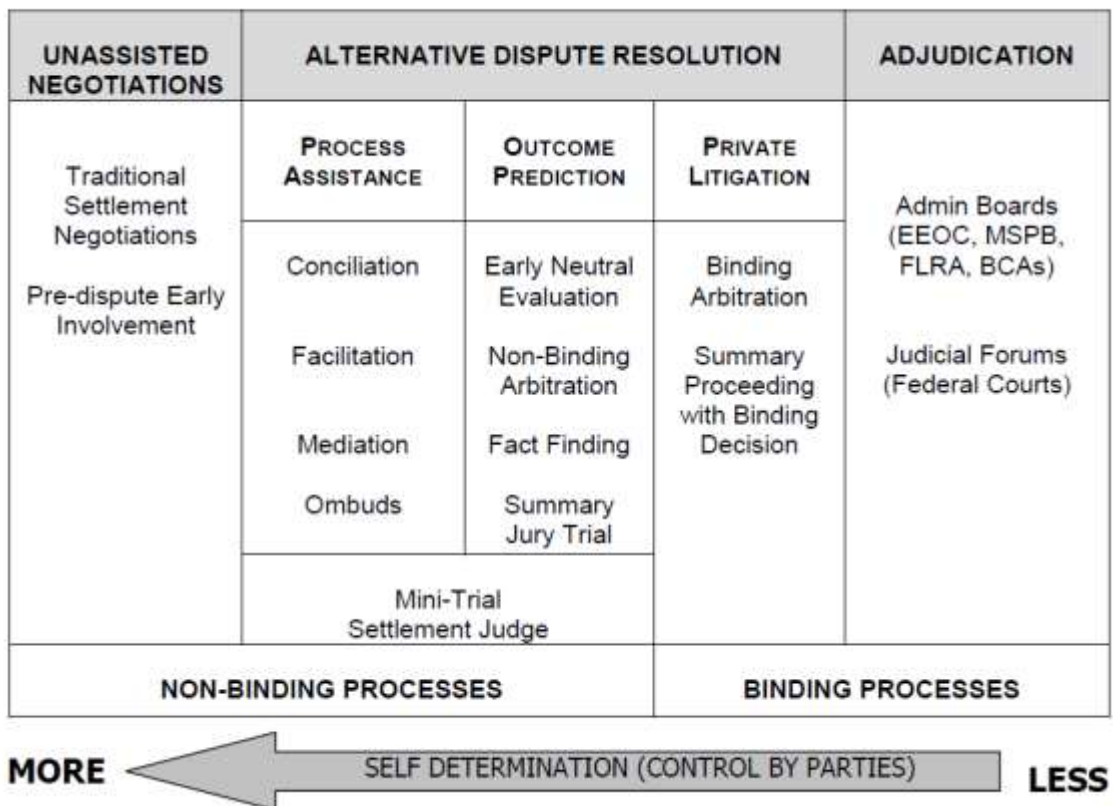 UNASSISTED
NEGOTIATIONS
ALTERNATIVE DISPUTE RESOLUTION
ADJUDICATION
Traditional
Settlement
Negotiations
Pre-dispute Early
Involvement
PROCESS
ASSISTANCE
Conciliation
Facilitation
Mediation
Ombuds
OUTCOME
PREDICTION
Early Neutral
Evaluation
Non-Binding
Arbitration
Fact Finding
Summary
Jury Trial
Mini-Trial
Settlement Judge
PRIVATE
LITIGATION
Binding
Arbitration
Summary
Proceeding
with Binding
Decision
Admin Boards
(EEOC, MSPB,
FLRA, BCAs)
Judicial Forums
(Federal Courts)
NON-BINDING PROCESSES
BINDING PROCESSES
MORE
SELF DETERMINATION (CONTROL BY PARTIES)
LESS